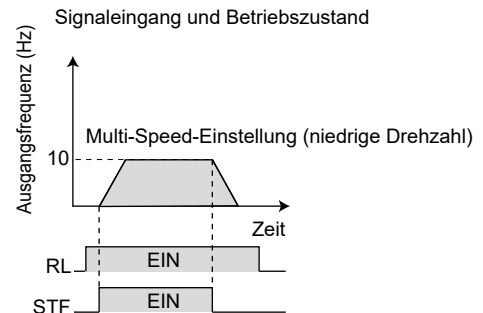 Signaleingang und Betriebszustand
Ausgangsfrequenz (Hz)
Multi-Speed-Einstellung (niedrige Drehzahl)
10
Zeit
RL
EIN
STF
EIN